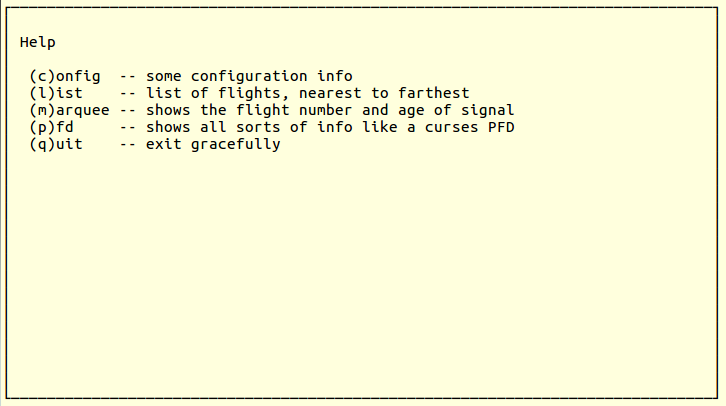 Help
(c)onfig  -- some configuration info
(l)ist    -- list of flights, nearest to farthest
(m)arquee -- shows the flight number and age of signal
(p)fd     -- shows all sorts of info like a curses PFD
(q)uit    -- exit gracefully